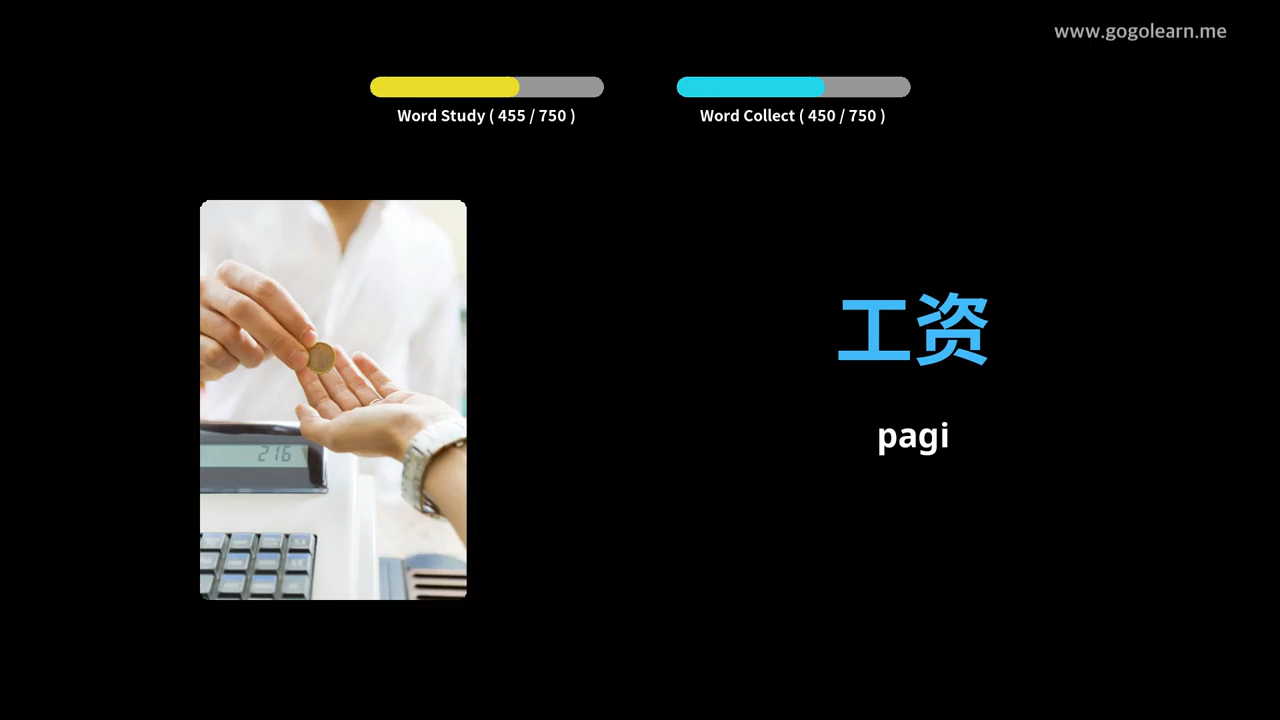 www.gogolearn.me
Word Study ( 455 / 750 )
Word Collect ( 450 / 750 )
工资
pagi
216